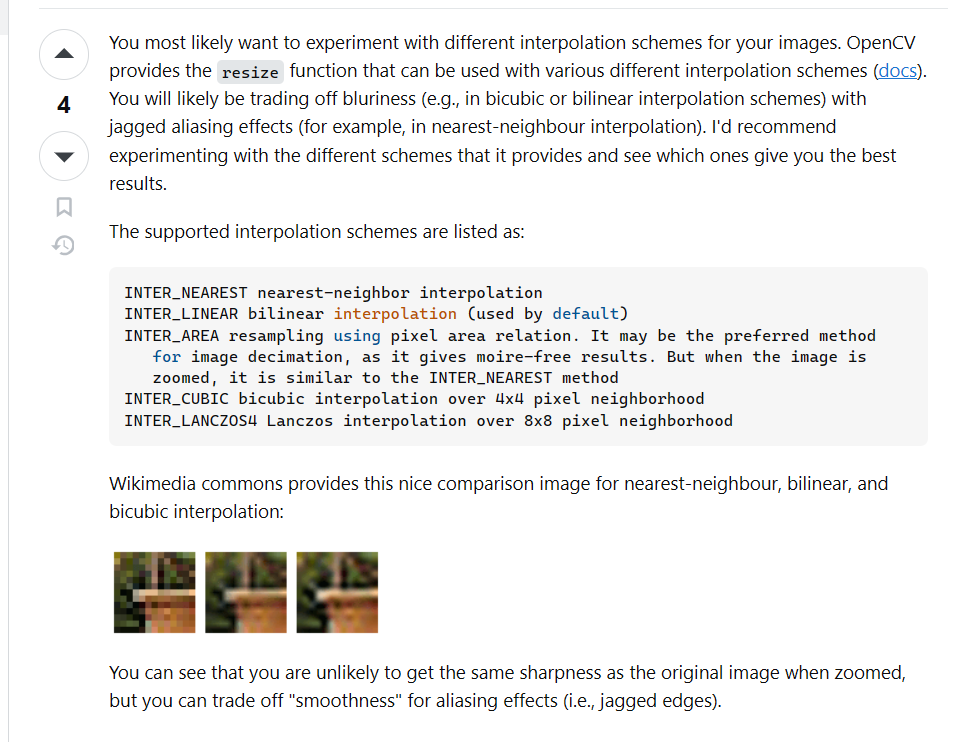 You most likely want to experiment with different interpolation schemes for your images. OpenCV
provides the resize function that can be used with various different interpolation schemes (docs).
4
You will likely be trading off bluriness (e.g., in bicubic or bilinear interpolation schemes) with
jagged aliasing effects (for example, in nearest-neighbour interpolation). I'd recommend
experimenting with the different schemes that it provides and see which ones give you the best
results.
The supported interpolation schemes are listed as:
INTER_NEAREST nearest-neighbor interpolation
INTER_LINEAR bilinear interpolation (used by default)
INTER_AREA resampling using pixel area relation. It may be the preferred method
for image decimation, as it gives moire-free results. But when the image is
zoomed, it is similar to the INTER_NEAREST method
INTER_CUBIC bicubic interpolation over 4x4 pixel neighborhood
INTER_LANCZOS4 Lanczos interpolation over 8x8 pixel neighborhood
Wikimedia commons provides this nice comparison image for nearest-neighbour, bilinear, and
bicubic interpolation:
You can see that you are unlikely to get the same sharpness as the original image when zoomed,
but you can trade off "smoothness" for aliasing effects (i.e., jagged edges).